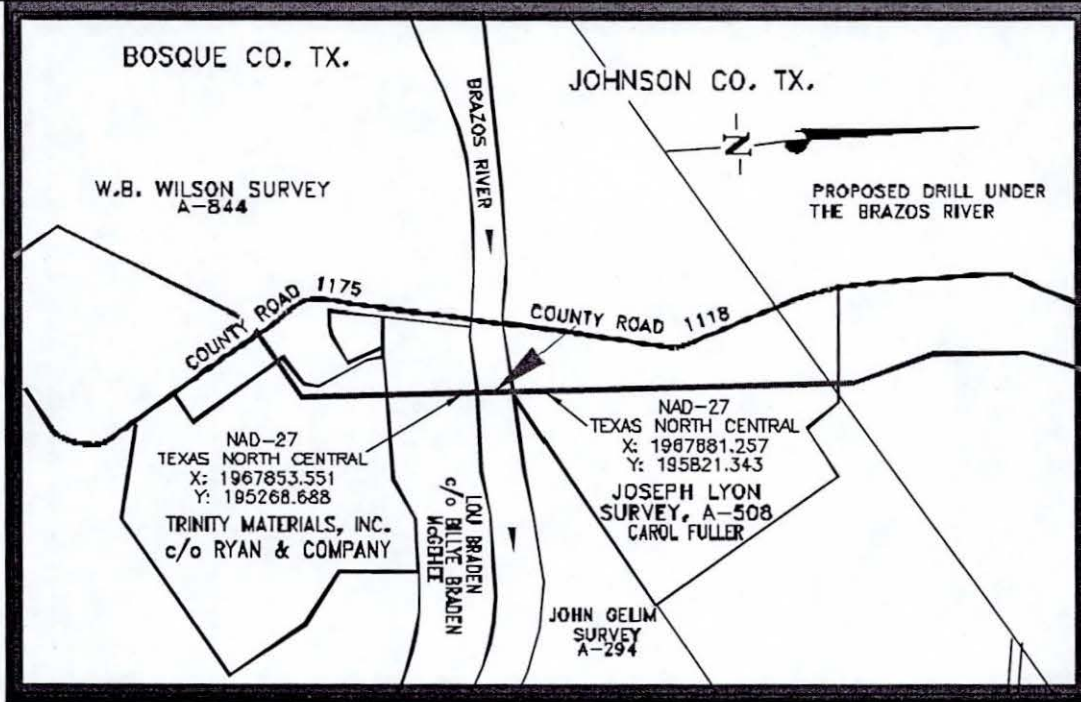 BOSQUE CO. TX.
JOHNSON CO. TX.
BRAZOS RIVER
N
W.B. WILSON SURVEY
A-844
PROPOSED DRILL UNDER
THE BRAZOS RIVER
COUNTY ROAD 1175
COUNTY ROAD 1118
NAD-27
TEXAS NORTH CENTRAL
X: 1967853.551
Y: 195268.688
TRINITY MATERIALS, INC.
c/o RYAN & COMPANY
LOU BRADEN
c/o BILLYE BRADEN
McGEHEE
NAD-27
TEXAS NORTH CENTRAL
X: 1967881.257
Y: 195821.343
JOSEPH LYON
SURVEY, A-508
CAROL FULLER
JOHN GELIM
SURVEY
A-294